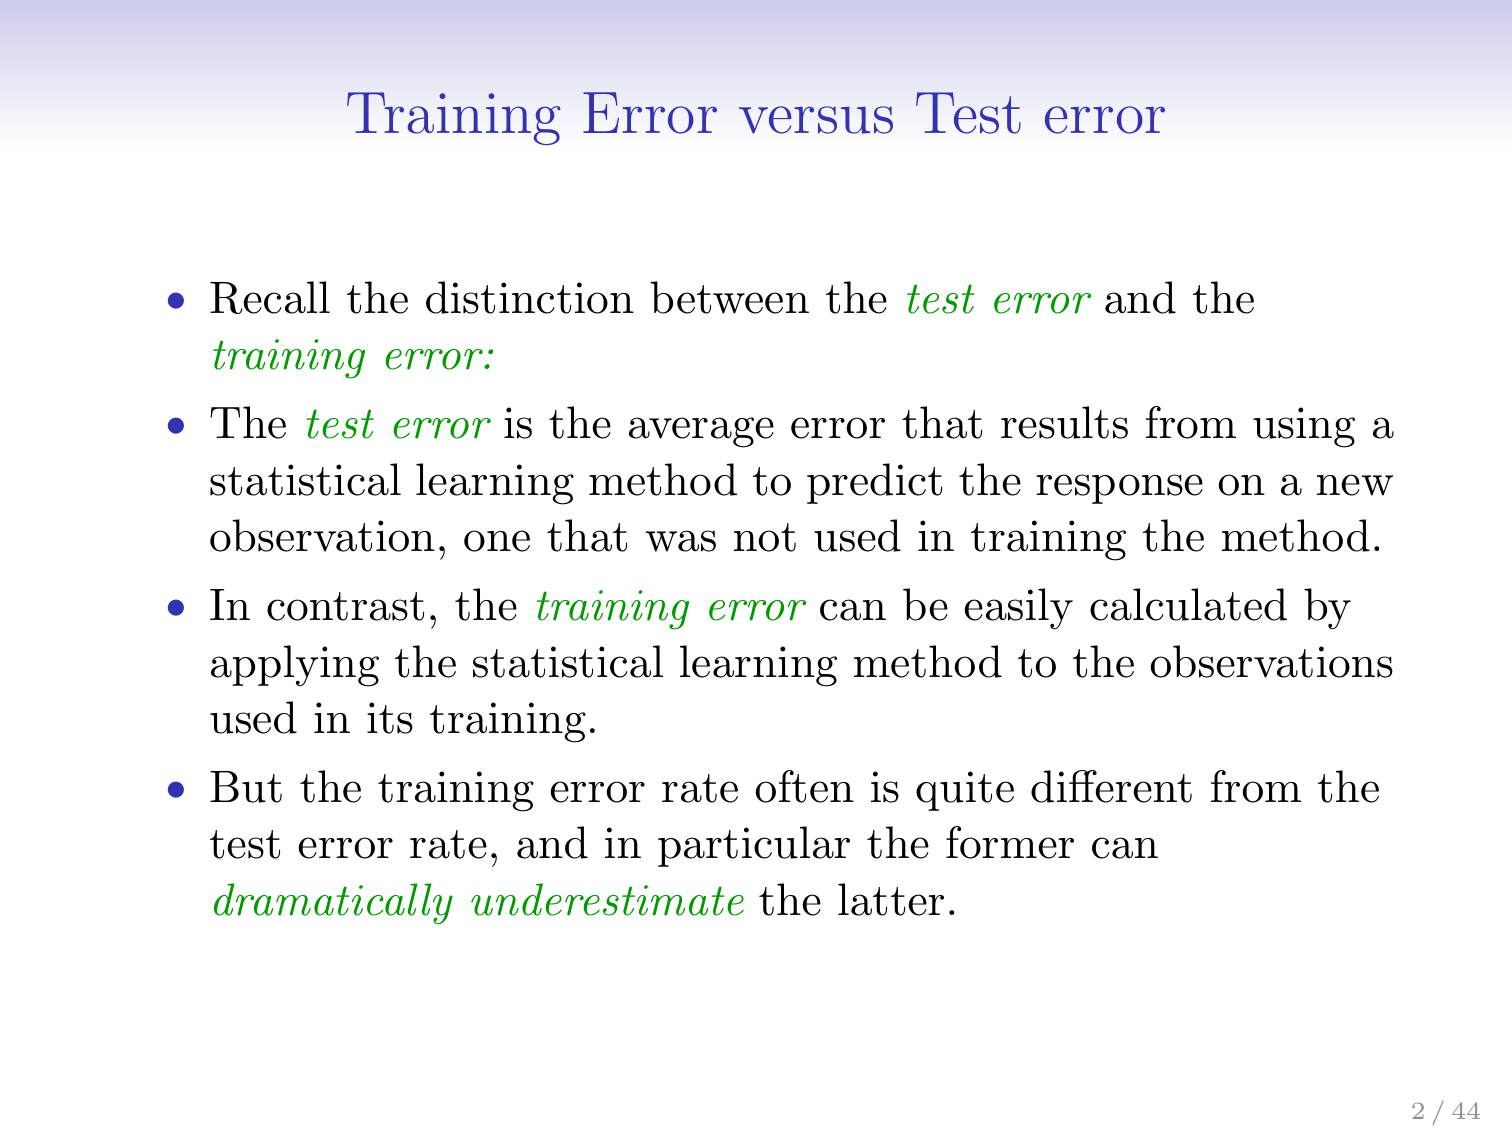 Training Error versus Test error
• Recall the distinction between the test error and the
training error:
• The test error is the average error that results from using a
statistical learning method to predict the response on a new
observation, one that was not used in training the method.
• In contrast, the training error can be easily calculated by
applying the statistical learning method to the observations
used in its training.
• But the training error rate often is quite different from the
test error rate, and in particular the former can
dramatically underestimate the latter.
2 / 44